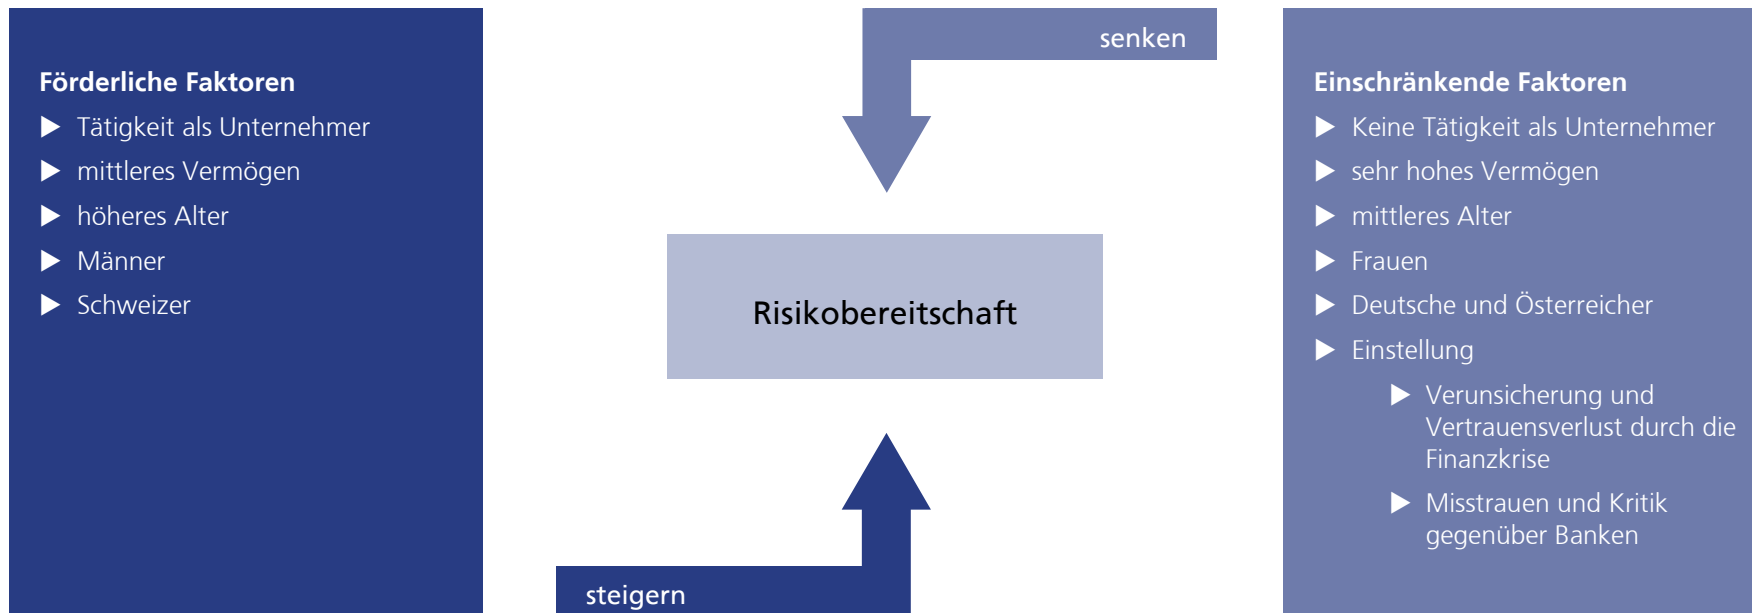 Förderliche Faktoren
▶ Tätigkeit als Unternehmer
▶ mittleres Vermögen
▶ höheres Alter
▶ Männer
▶ Schweizer
senken
Risikobereitschaft
steigern
Einschränkende Faktoren
▶ Keine Tätigkeit als Unternehmer
▶ sehr hohes Vermögen
▶ mittleres Alter
▶ Frauen
▶ Deutsche und Österreicher
▶ Einstellung
▶ Verunsicherung und
Vertrauensverlust durch die
Finanzkrise
▶ Misstrauen und Kritik
gegenüber Banken